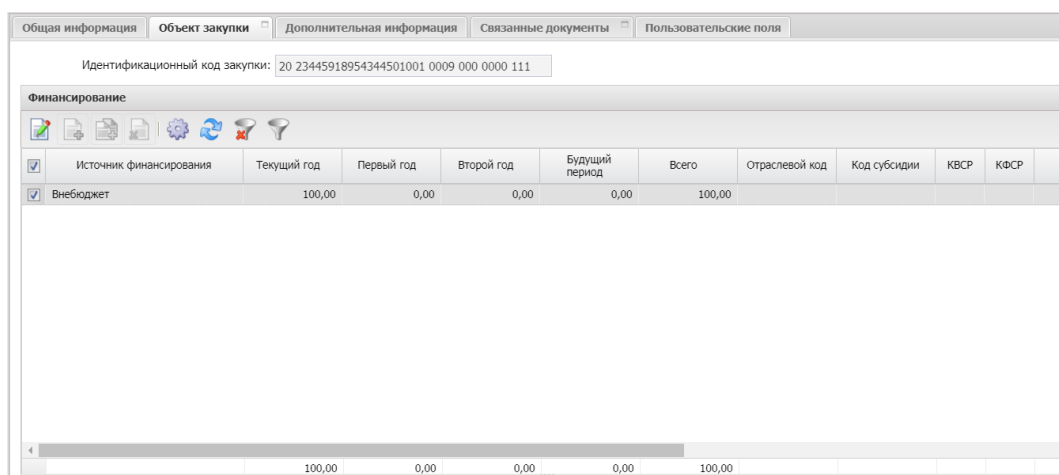 Общая информация Объект закупки Дополнительная информация Связанные документы Пользовательские поля
Идентификационный код закупки: 20 23445918954344501001 0009 000 0000 111
Финансирование
Источник финансирования Текущий год Первый год Второй год Будущий период Всего Отраслевой код Код субсидии КВСР КФСР
Внебюджет 100,00 0,00 0,00 0,00 100,00
100,00 0,00 0,00 0,00 100,00